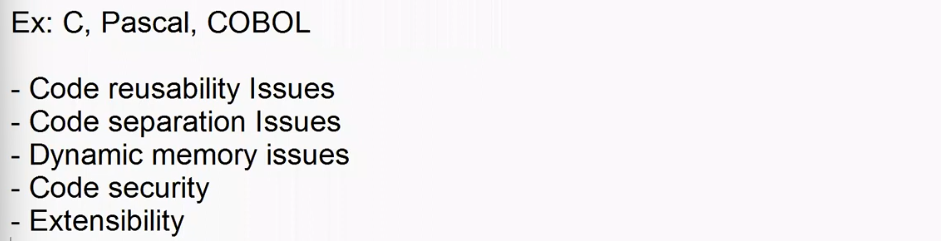 Ex: C, Pascal, COBOL
- Code reusability Issues
- Code separation Issues
- Dynamic memory issues
- Code security
- Extensibility